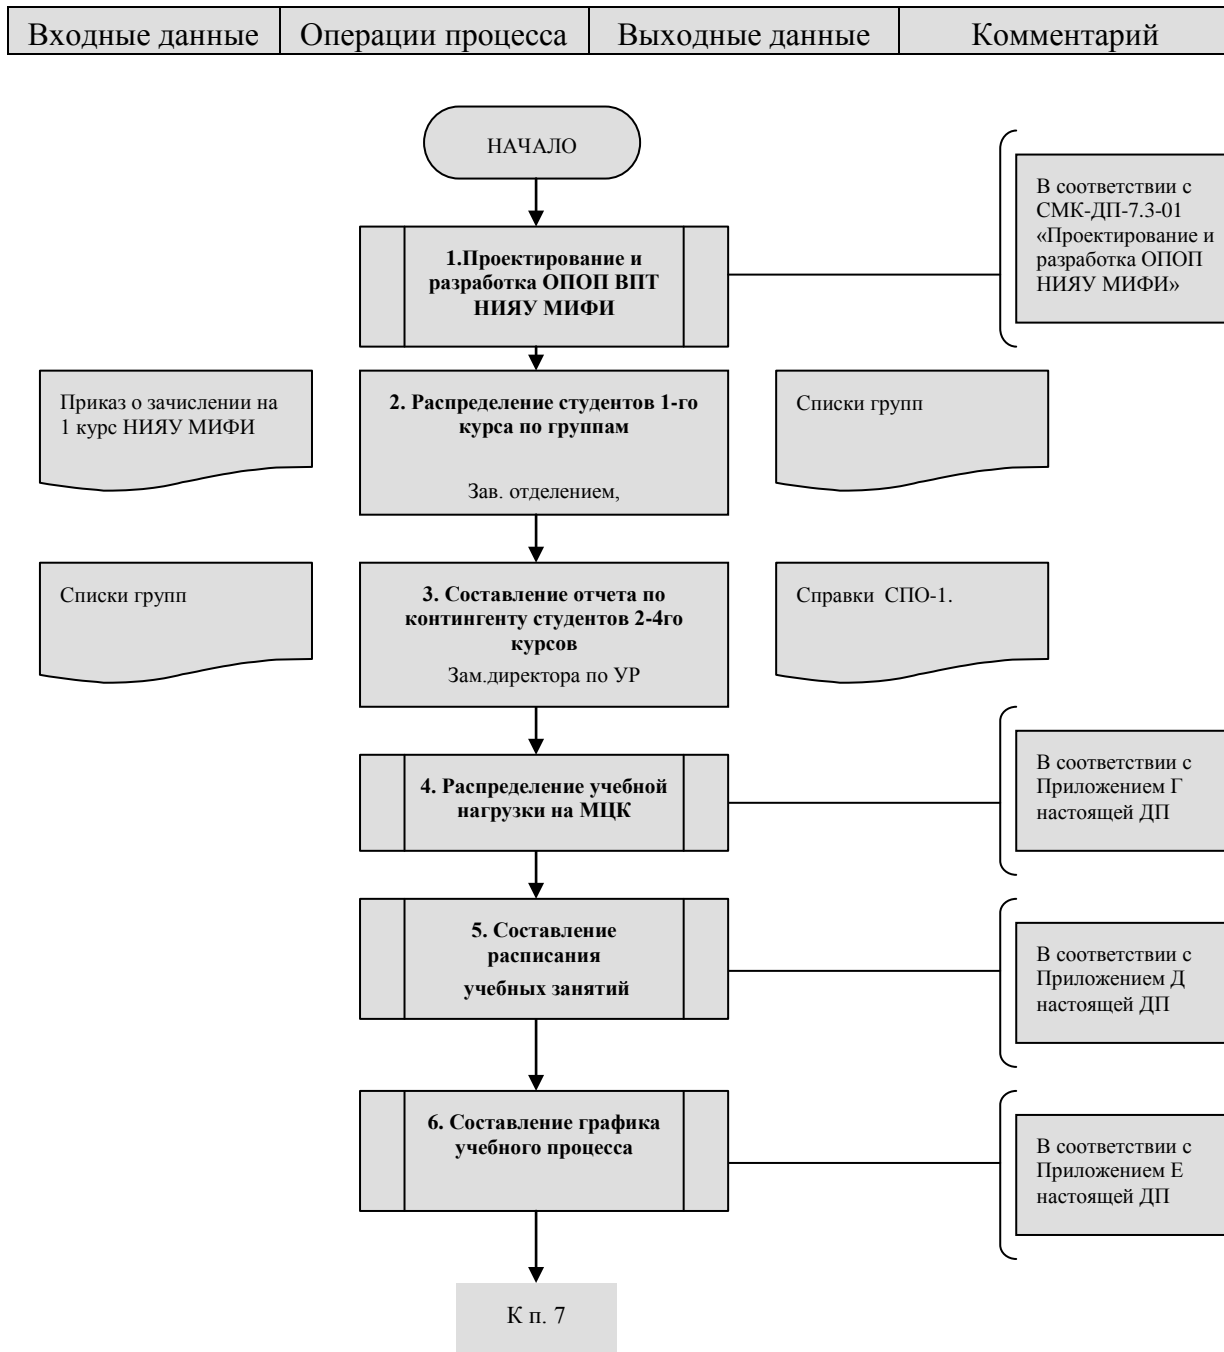 Входные данные
Операции процесса
Выходные данные
Комментарий
НАЧАЛО
В соответствии с
СМК-ДП-7.3-01
«Проектирование и
разработка ОПОП
НИЯУ МИФИ»
1.Проектирование и
разработка ОПОП ВПТ
НИЯУ МИФИ
Приказ о зачислении на
1 курс НИЯУ МИФИ
2. Распределение студентов 1-го
курса по группам
Зав. отделением,
Списки групп
Списки групп
3. Составление отчета по
контингенту студентов 2-4го
курсов
Зам.директора по УР
Справки СПО-1.
4. Распределение учебной
нагрузки на МЦК
В соответствии с
Приложением Г
настоящей ДП
5. Составление
расписания
учебных занятий
В соответствии с
Приложением Д
настоящей ДП
6. Составление графика
учебного процесса
В соответствии с
Приложением Е
настоящей ДП
К п. 7